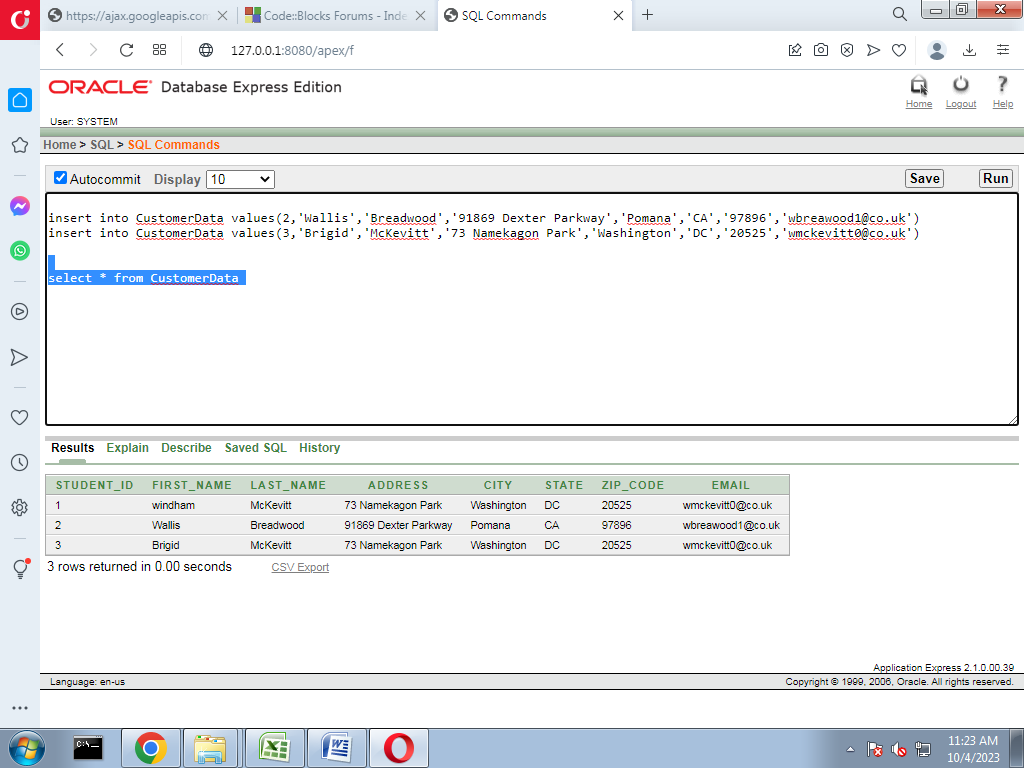 https://ajax.googleapis.com
Code::Blocks Forums - Inde
SQL Commands
127.0.0.1:8080/apex/f
ORACLE® Database Express Edition
Home
Logout
Help
User: SYSTEM
Home > SQL > SQL Commands
Autocommit Display 10
Save
Run
insert into CustomerData values(2,'Wallis','Breadwood','91869 Dexter Parkway','Pomana','CA','97896','wbreawood1@co.uk')
insert into CustomerData values(3,'Brigid','McKevitt','73 Namekagon Park','Washington','DC','20525','wmckevitt0@co.uk')
select * from CustomerData
Results Explain Describe Saved SQL History
STUDENT_ID FIRST_NAME LAST_NAME ADDRESS CITY STATE ZIP_CODE EMAIL
1 windham McKevitt 73 Namekagon Park Washington DC 20525 wmckevitt0@co.uk
2 Wallis Breadwood 91869 Dexter Parkway Pomana CA 97896 wbreawood1@co.uk
3 Brigid McKevitt 73 Namekagon Park Washington DC 20525 wmckevitt0@co.uk
3 rows returned in 0.00 seconds
CSV Export
Application Express 2.1.0.00.39
Language: en-us
Copyright © 1999, 2006, Oracle. All rights reserved.
C:\_
11:23 AM
10/4/2023